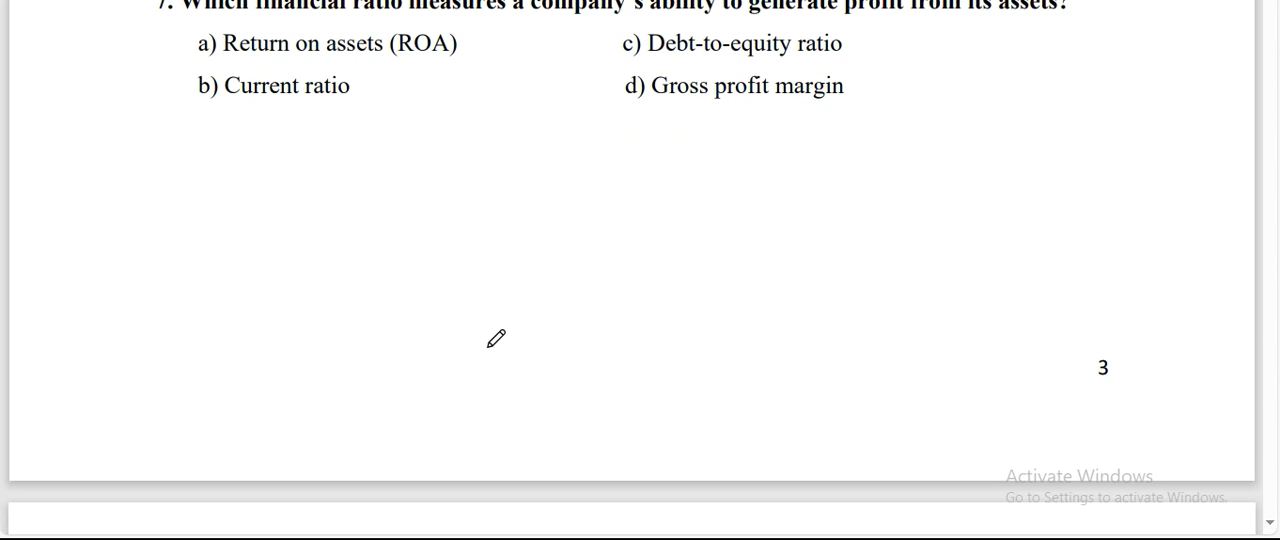 7. Which financial ratio measures a company's ability to generate profit from its assets?
a) Return on assets (ROA)
c) Debt-to-equity ratio
b) Current ratio
d) Gross profit margin
3
Activate Windows
Go to Settings to activate Windows.